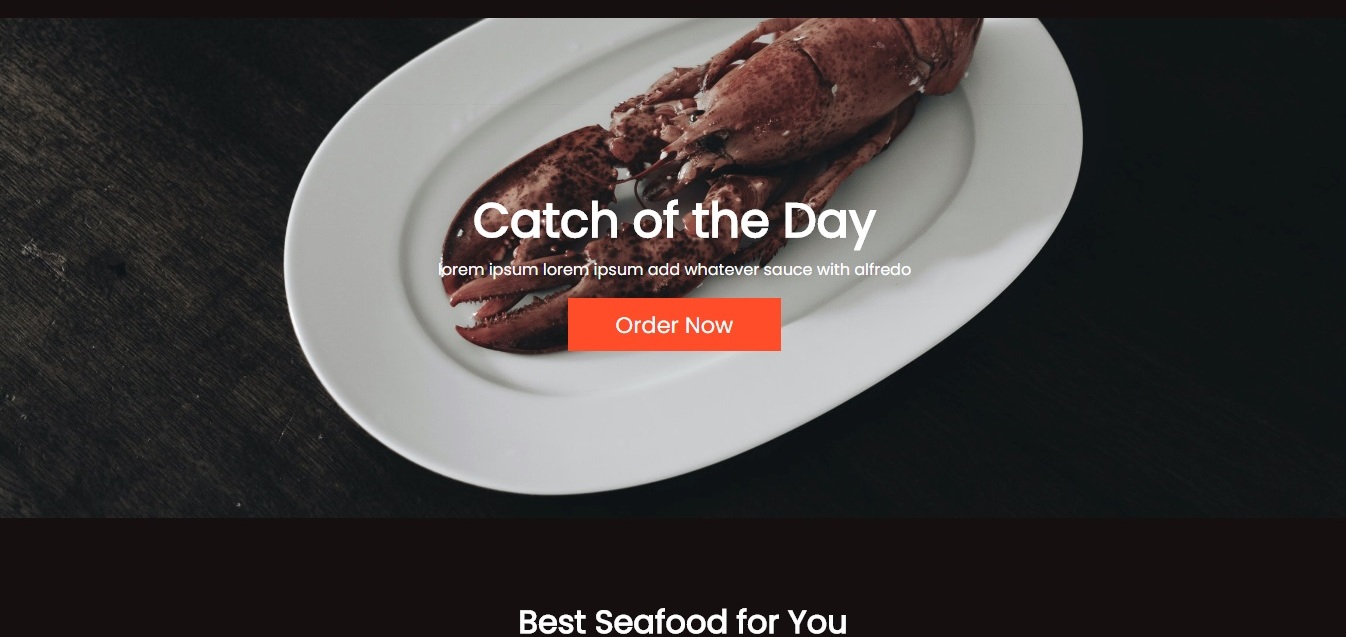 Catch of the Day
lorem ipsum lorem ipsum add whatever sauce with alfredo
Order Now
Best Seafood for You